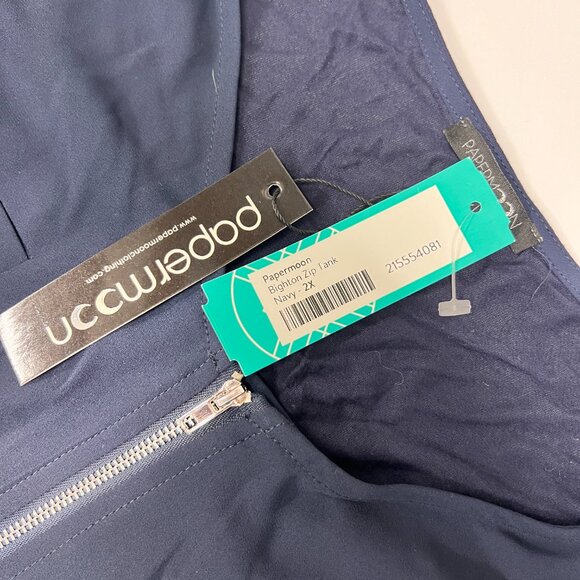 papermoon
www.papermoonclothing.com
Papermoon
Bighton Zip Tank
Navy - 2X
215554081
PAPERMOON